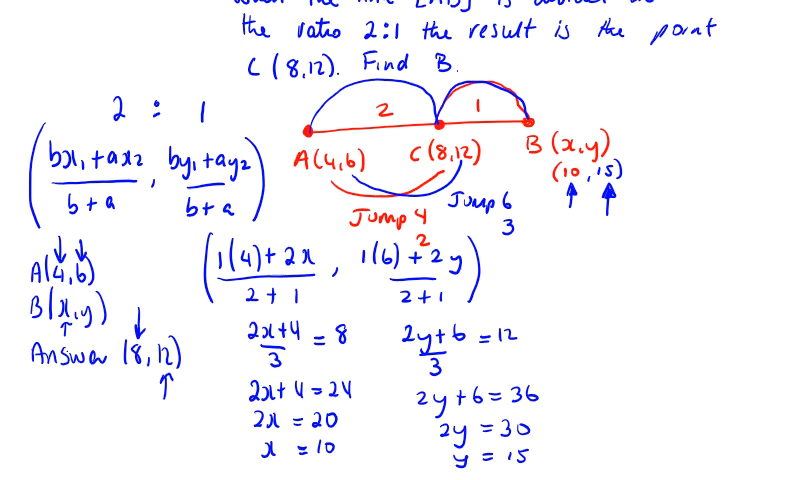 the ratio 2:1 the result is the point
C (8,12). Find B.
2 : 1
(bx₁+ax₂/b+a , by₁+ay₂/b+a)
2
1
A(4,6)
C(8,12)
B(x,y)
(10,15)
Jump 4
2
Jump 6
3
A(4,6)
B(x,y)
Answer (8,12)
(1(4)+2x/2+1 , 1(6)+2y/2+1)
2x+4/3 = 8
2x+4=24
2x = 20
x = 10
2y+6/3 = 12
2y+6=36
2y = 30
y = 15